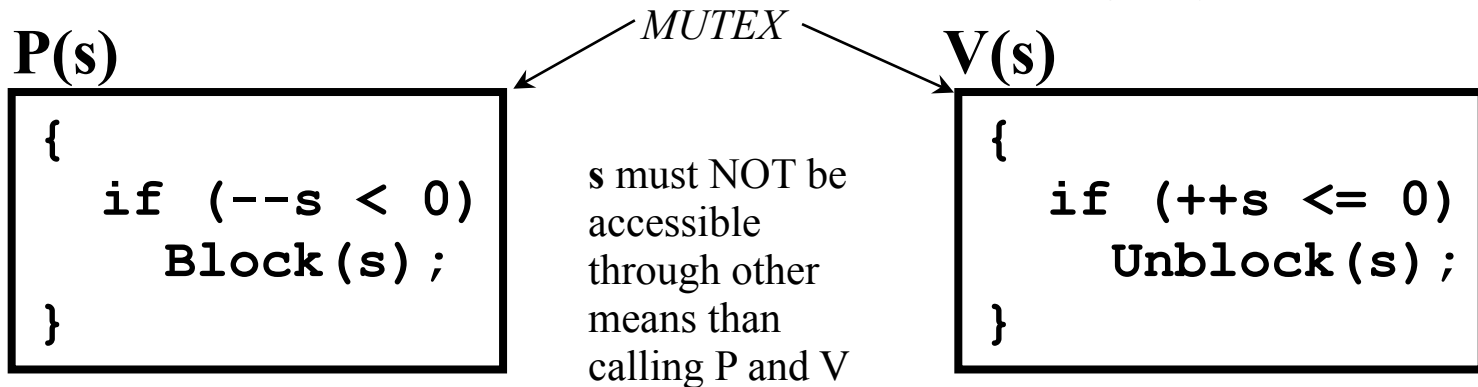 MUTEX
P(s)
{
if (--s < 0)
Block(s);
}
s must NOT be
accessible
through other
means than
calling P and V
V(s)
{
if (++s <= 0)
Unblock(s);
}